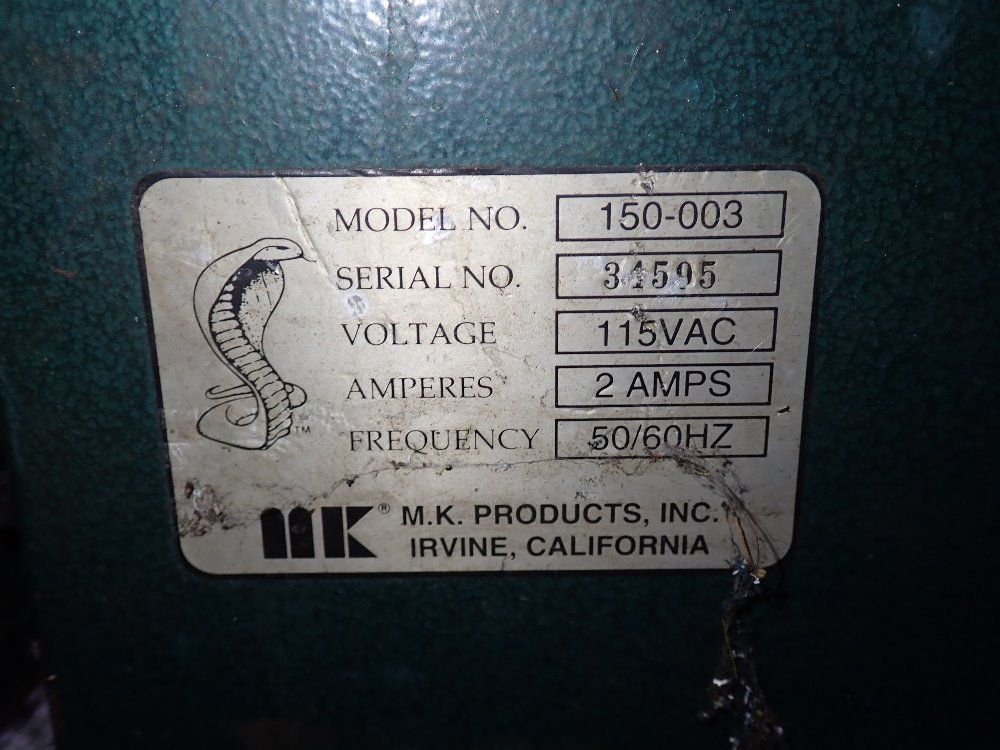 MODEL NO. 150-003
SERIAL NO. 34595
VOLTAGE 115VAC
AMPERES 2 AMPS
FREQUENCY 50/60HZ
TM
MK® M.K. PRODUCTS, INC.
IRVINE, CALIFORNIA